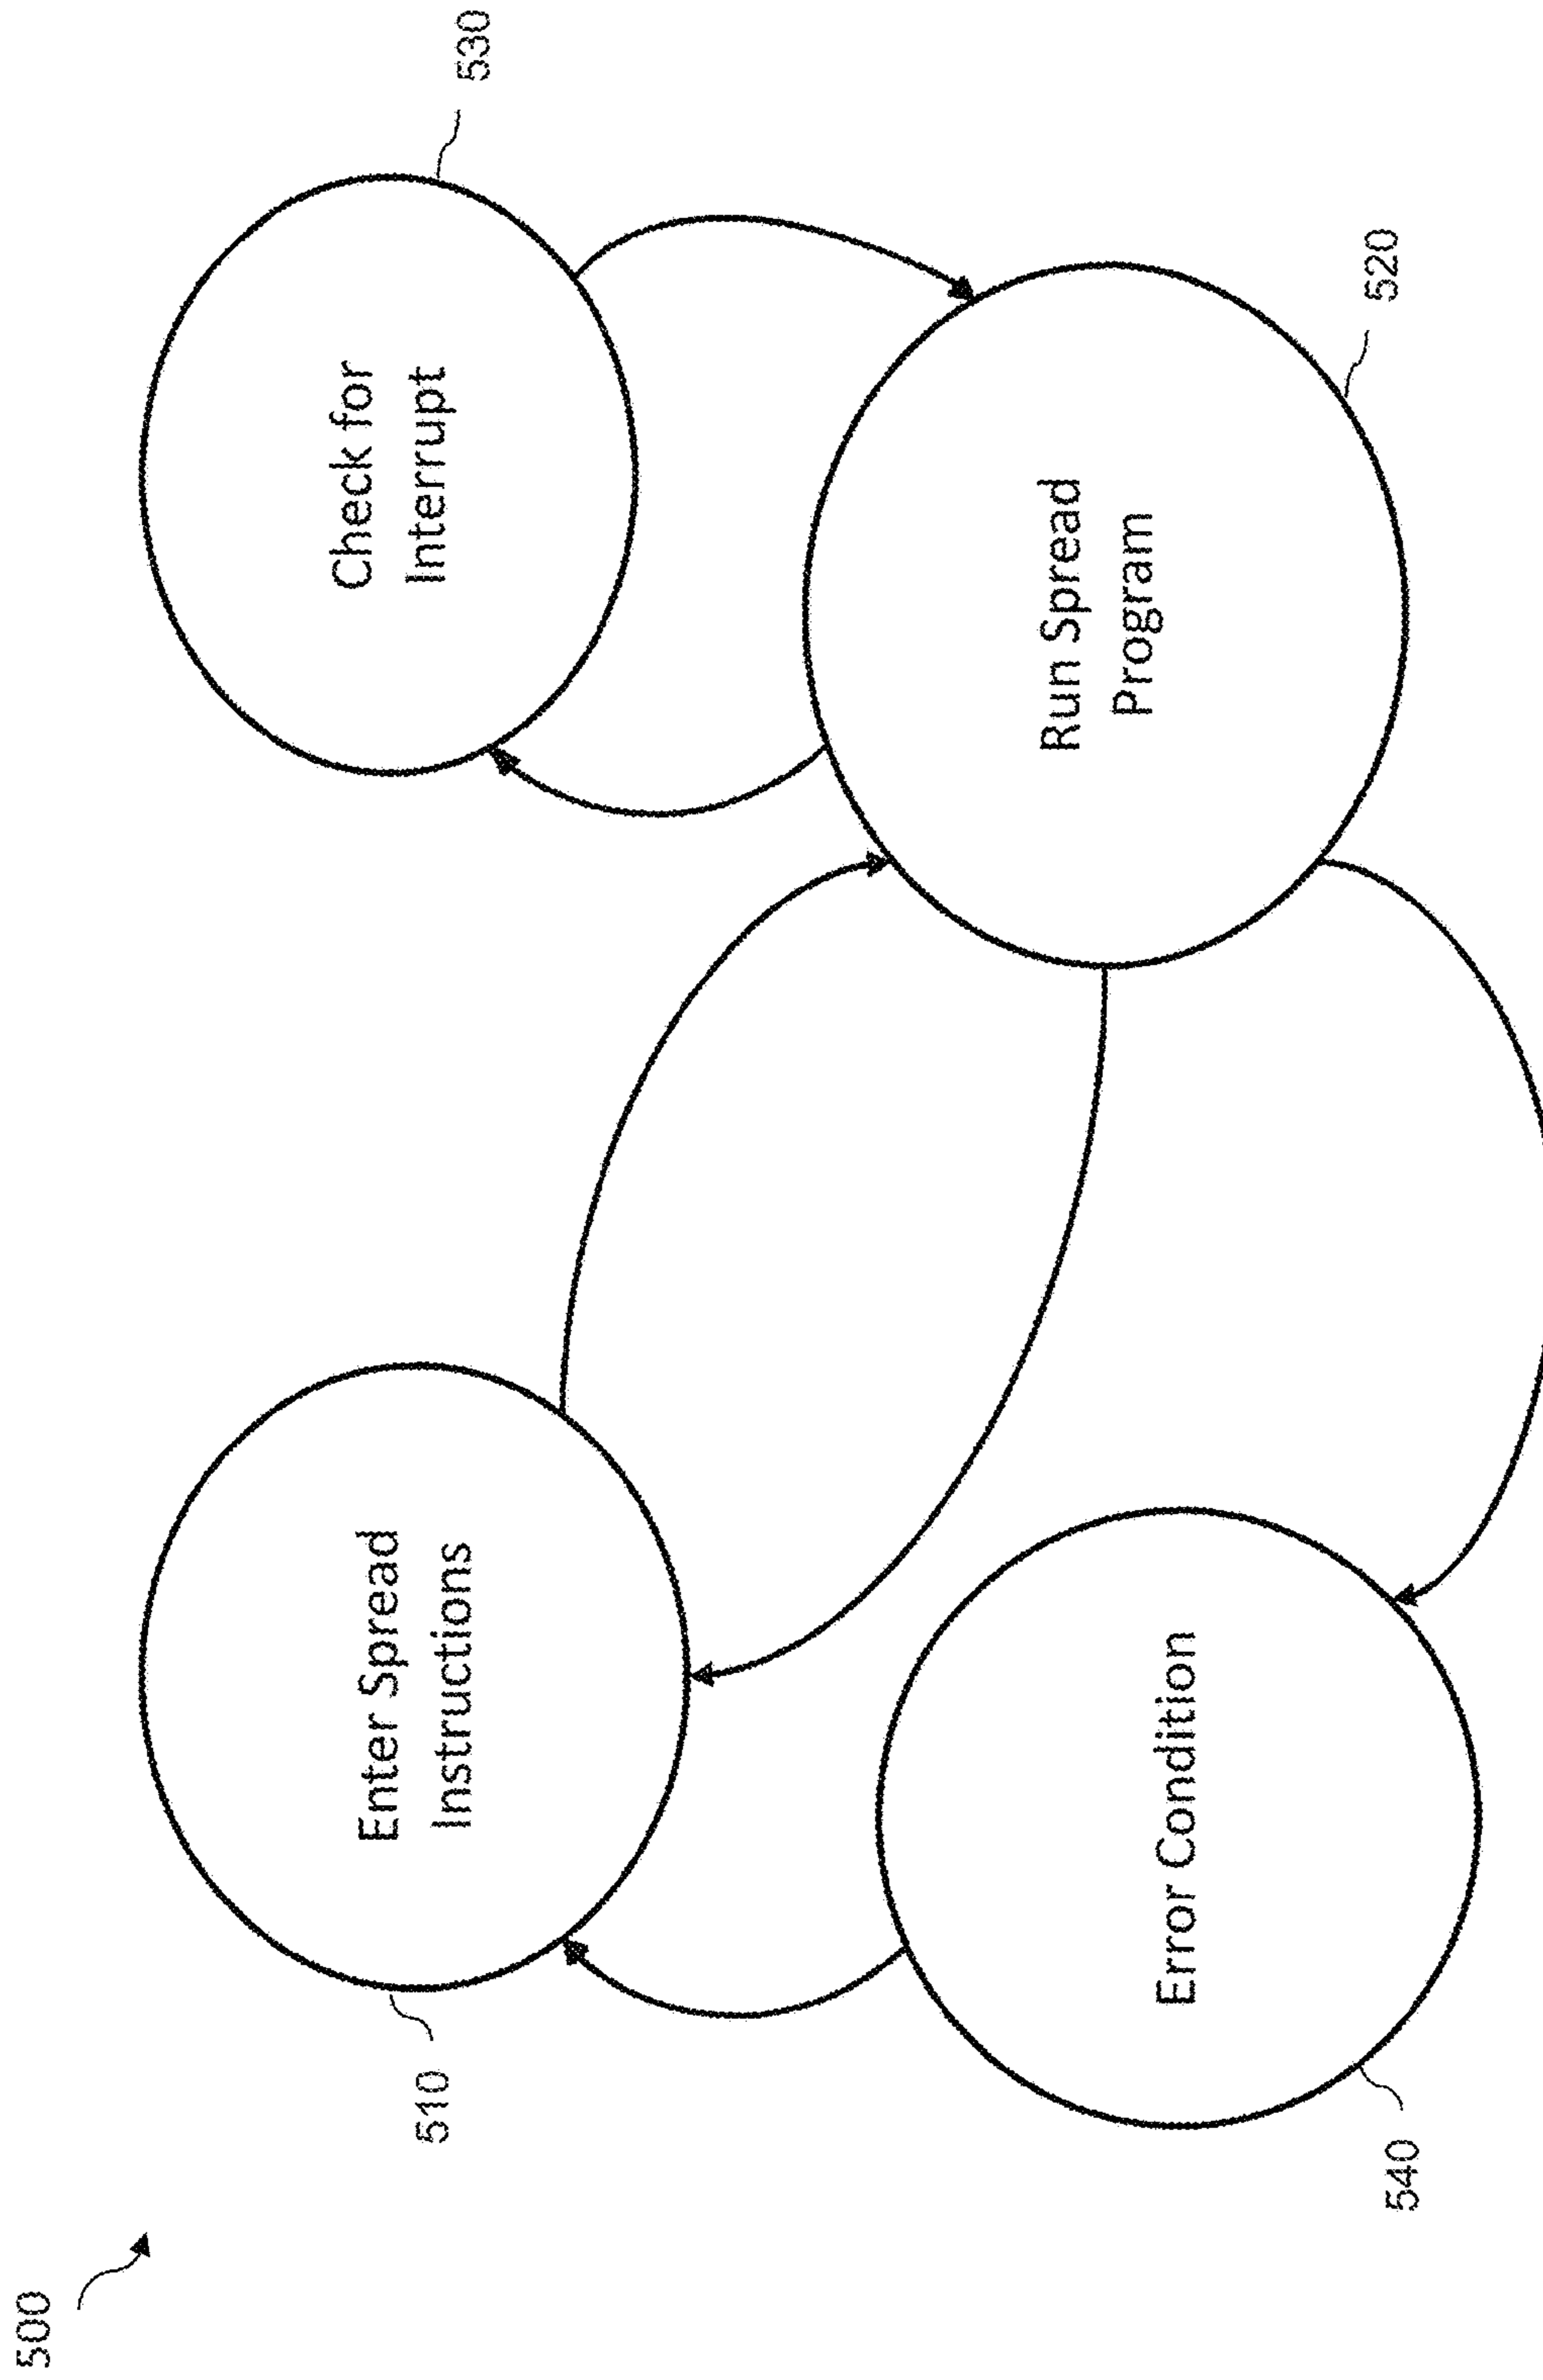 500
510
Enter Spread
Instructions
Check for
Interrupt
530
540
Error Condition
Run Spread
Program
520